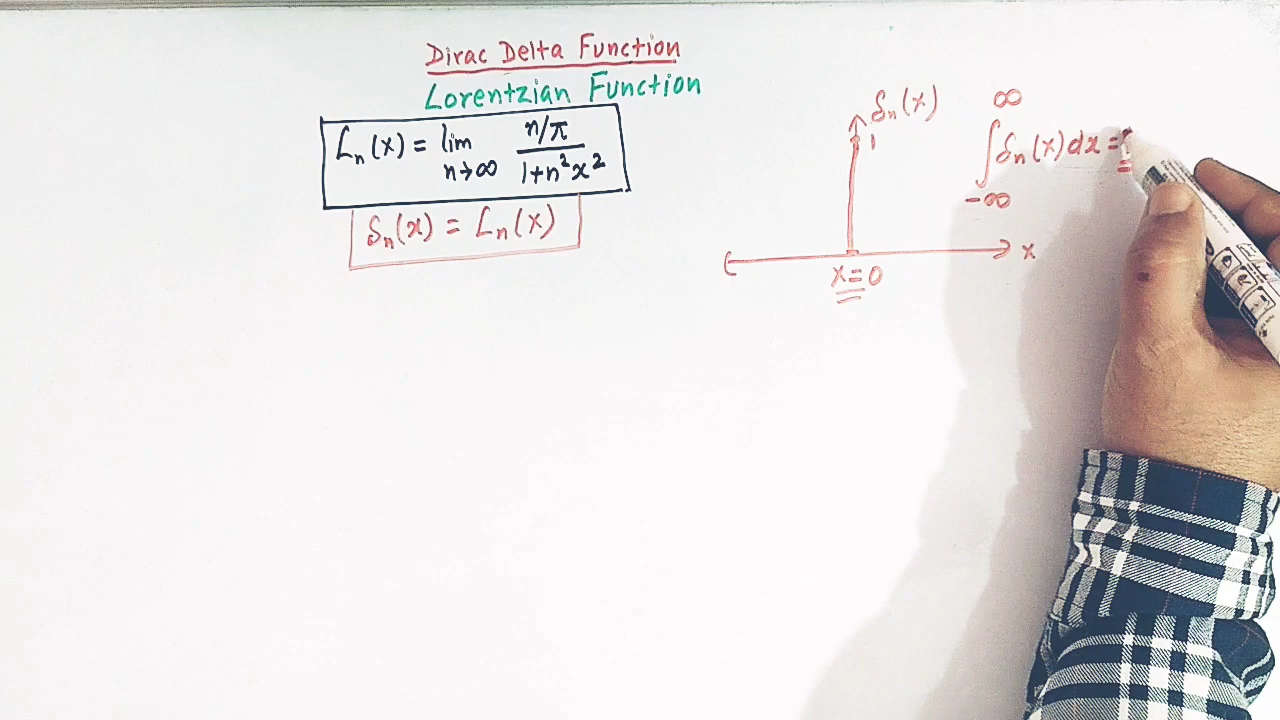 Dirac Delta Function
Lorentzian Function
Lₙ(x) = lim n→∞ (n/π)/(1+n²x²)
δₙ(x) = Lₙ(x)
δₙ(x)
1
x
x=0
∞
∫δₙ(x)dx =
-∞